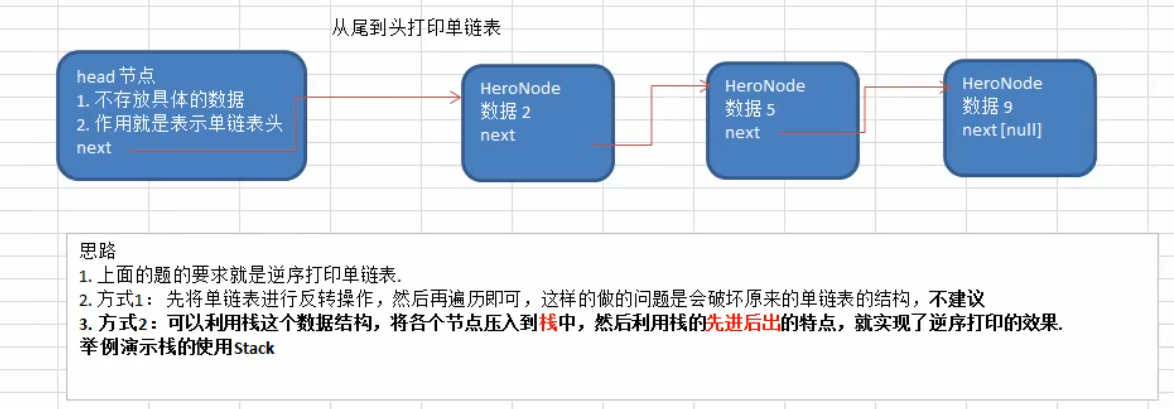 从尾到头打印单链表
head 节点
1. 不存放具体的数据
2. 作用就是表示单链表头
next
HeroNode
数据 2
next
HeroNode
数据 5
next
HeroNode
数据 9
next [null]
思路
1. 上面的题的要求就是逆序打印单链表.
2. 方式1： 先将单链表进行反转操作，然后再遍历即可，这样的做的问题是会破坏原来的单链表的结构，不建议
3. 方式2：可以利用栈这个数据结构，将各个节点压入到栈中，然后利用栈的先进后出的特点，就实现了逆序打印的效果.
举例演示栈的使用Stack